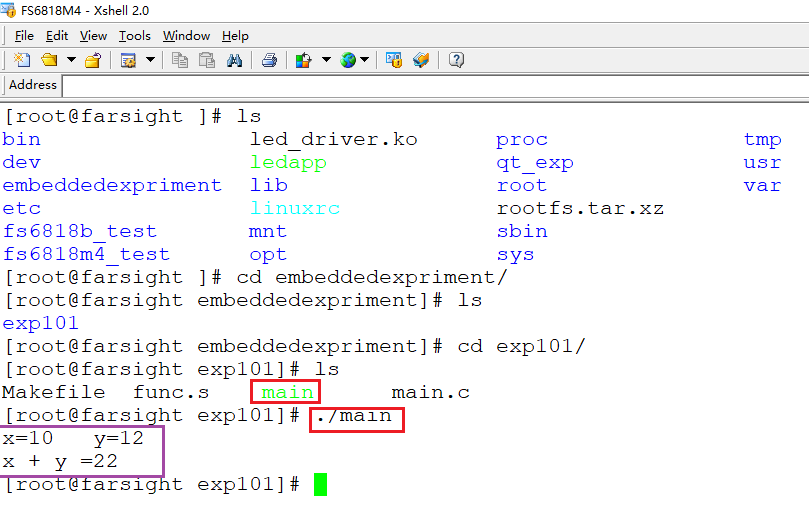 FS6818M4 - Xshell 2.0
File Edit View Tools Window Help
Address
[root@farsight ]# ls
bin led_driver.ko proc tmp
dev ledapp qt_exp usr
embeddedexpriment lib root var
etc linuxrc rootfs.tar.xz
fs6818b_test mnt sbin
fs6818m4_test opt sys
[root@farsight ]# cd embeddedexpriment/
[root@farsight embeddedexpriment]# ls
exp101
[root@farsight embeddedexpriment]# cd exp101/
[root@farsight exp101]# ls
Makefile func.s main main.c
[root@farsight exp101]# ./main
x=10 y=12
x + y =22
[root@farsight exp101]#